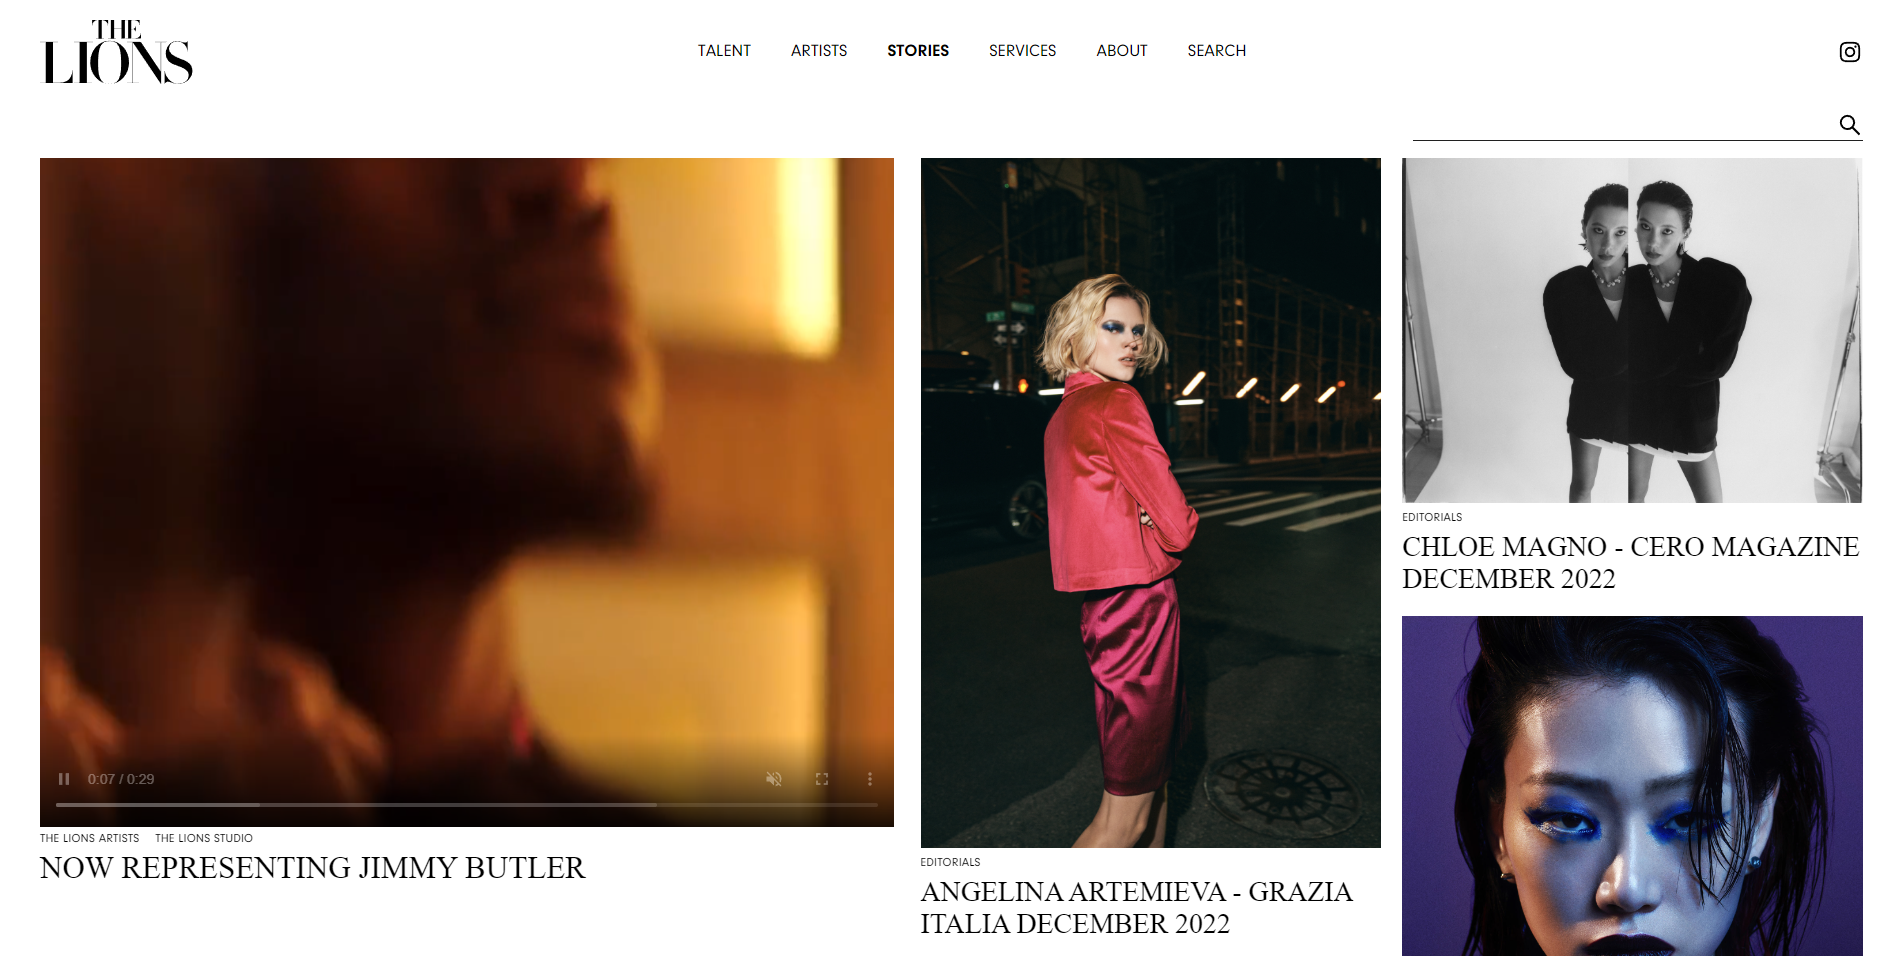 THE
LIONS
TALENT
ARTISTS
STORIES
SERVICES
ABOUT
SEARCH
0:07 / 0:29
THE LIONS ARTISTS
THE LIONS STUDIO
NOW REPRESENTING JIMMY BUTLER
EDITORIALS
ANGELINA ARTEMIEVA - GRAZIA
ITALIA DECEMBER 2022
EDITORIALS
CHLOE MAGNO - CERO MAGAZINE
DECEMBER 2022